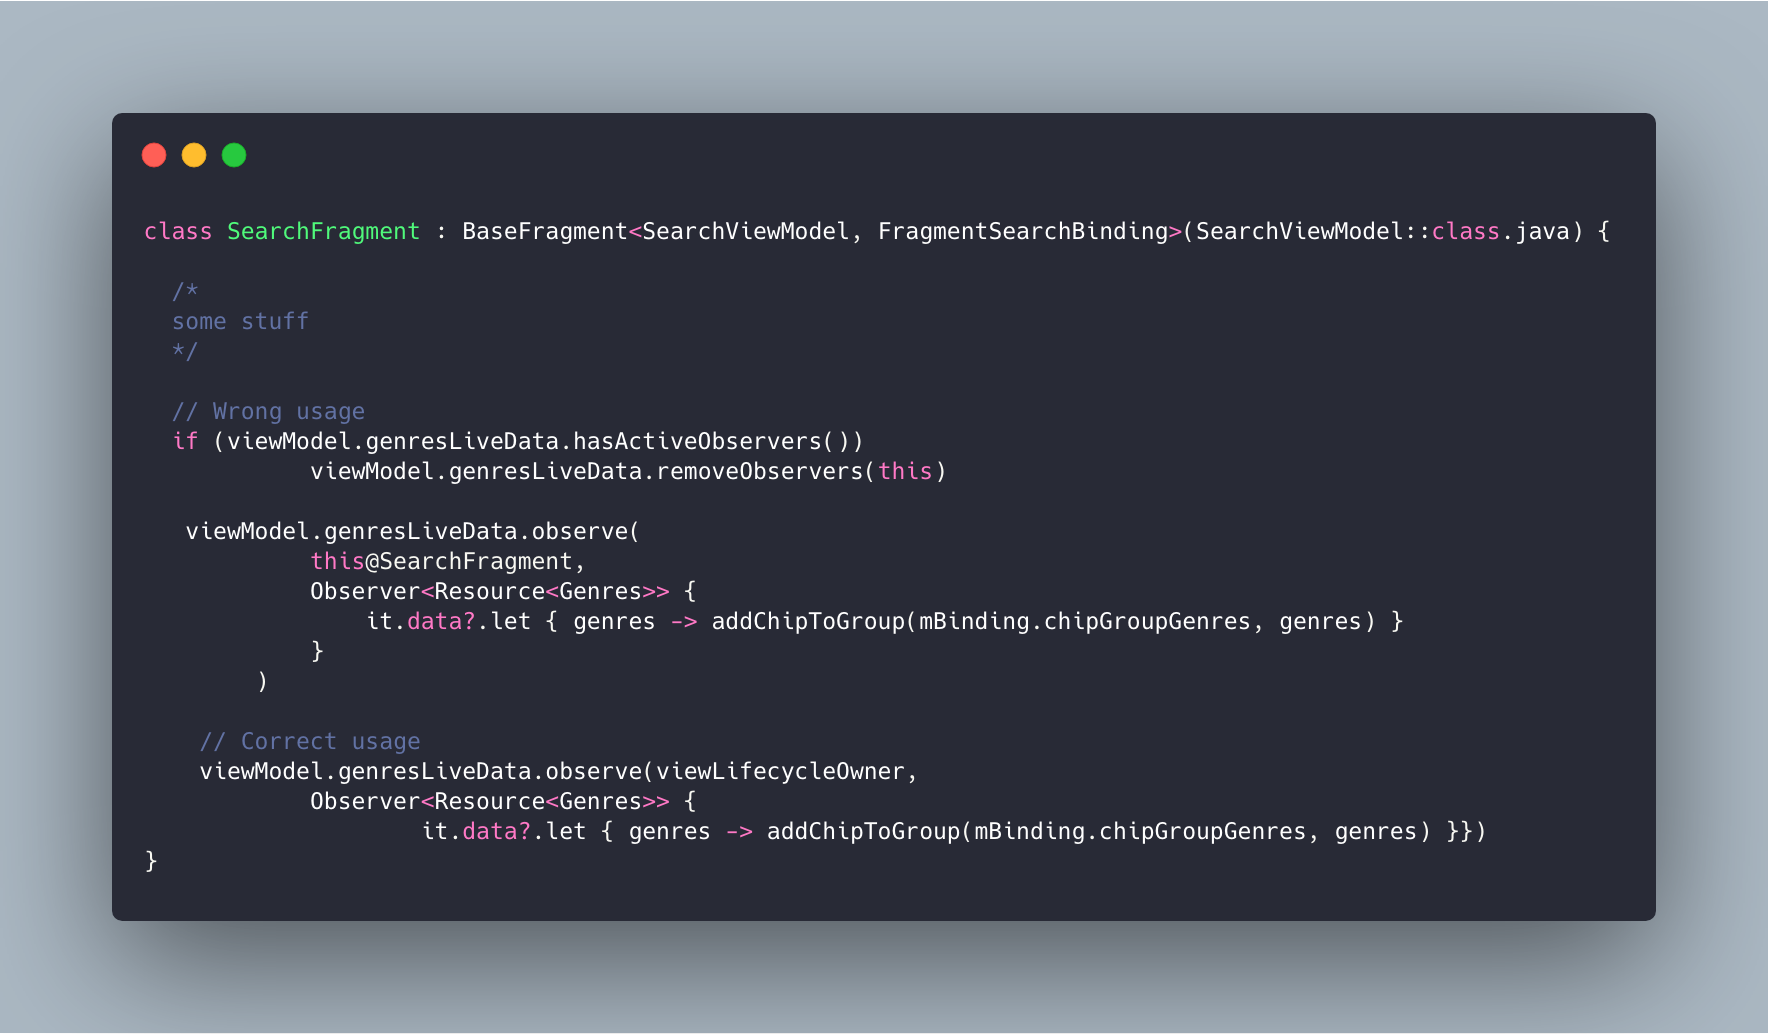 class SearchFragment : BaseFragment<SearchViewModel, FragmentSearchBinding>(SearchViewModel::class.java) {
/*
some stuff
*/
// Wrong usage
if (viewModel.genresLiveData.hasActiveObservers())
viewModel.genresLiveData.removeObservers(this)
viewModel.genresLiveData.observe(
this@SearchFragment,
Observer<Resource<Genres>> {
it.data?.let { genres -> addChipToGroup(mBinding.chipGroupGenres, genres) }
}
)
// Correct usage
viewModel.genresLiveData.observe(viewLifecycleOwner,
Observer<Resource<Genres>> {
it.data?.let { genres -> addChipToGroup(mBinding.chipGroupGenres, genres) }})
}